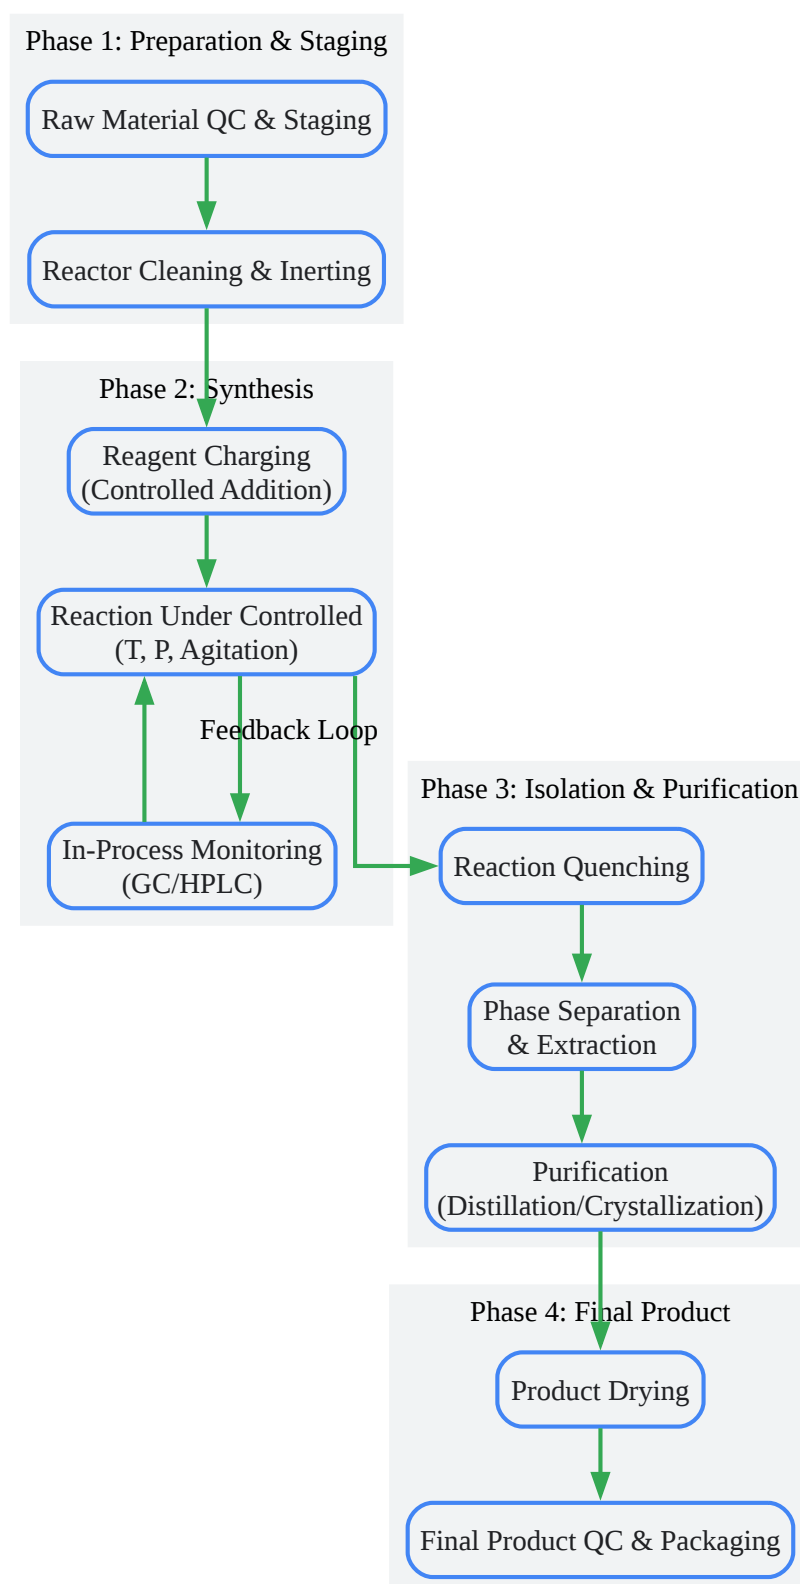 Phase 1: Preparation & Staging
Raw Material QC & Staging
Reactor Cleaning & Inerting
Phase 2: Synthesis
Reagent Charging
(Controlled Addition)
Reaction Under Controlled
(T, P, Agitation)
Feedback Loop
In-Process Monitoring
(GC/HPLC)
Phase 3: Isolation & Purification
Reaction Quenching
Phase Separation
& Extraction
Purification
(Distillation/Crystallization)
Phase 4: Final Product
Product Drying
Final Product QC & Packaging